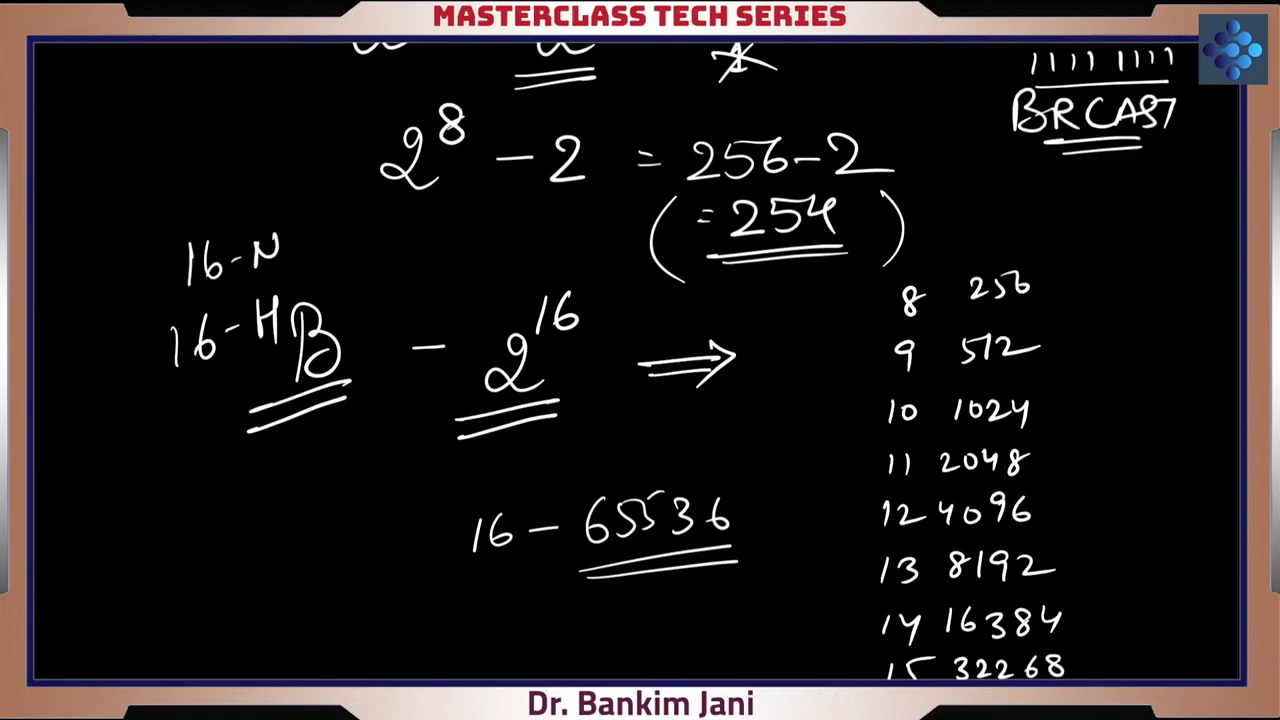 MASTERCLASS TECH SERIES
1111 1111
BRCAST
2^8 - 2 = 256-2
(= 254)
16-N
16-H
B - 2^16 ⇒
16 - 65536
8 256
9 512
10 1024
11 2048
12 4096
13 8192
14 16384
15 32268
Dr. Bankim Jani